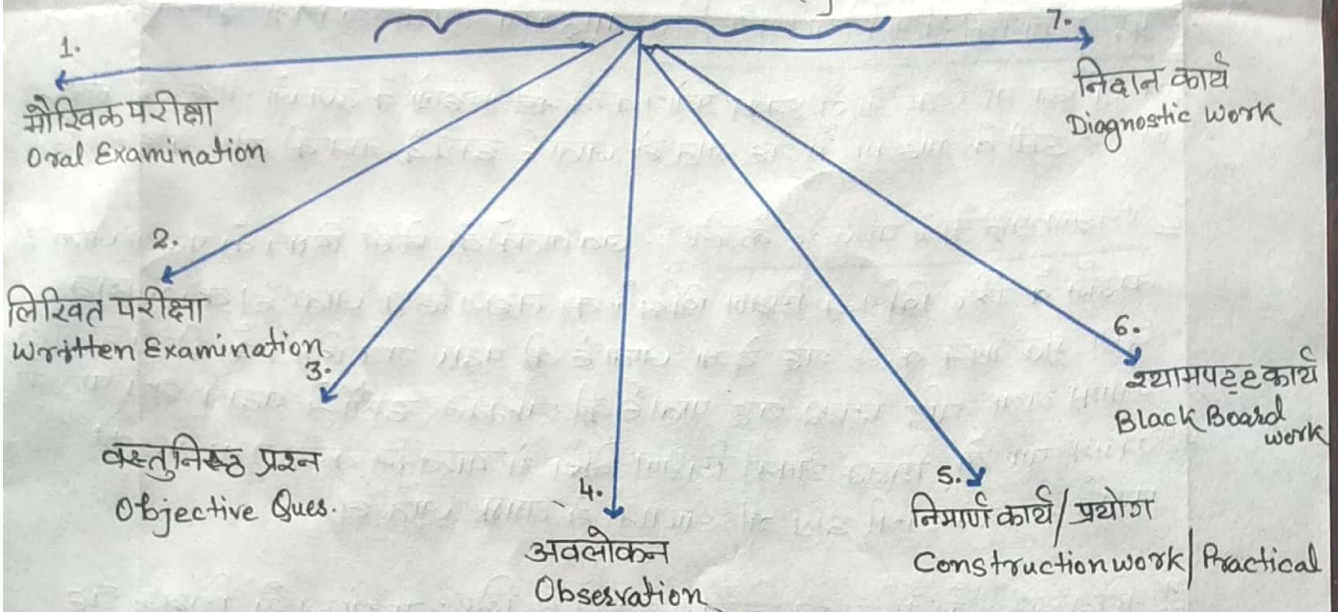 1.
मौखिक परीक्षा
Oral Examination
2.
लिखित परीक्षा
Written Examination
3.
वस्तुनिष्ठ प्रश्न
Objective Ques.
4.
अवलोकन
Observation
5.
निमार्ण कार्य/प्रयोग
Construction work/Practical
6.
श्यामपट्ट कार्य
Black Board
work
7.
निदान कार्य
Diagnostic Work